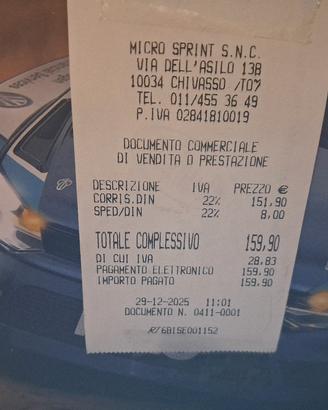 MICRO SPRINT S.N.C.
VIA DELL'ASILO 13B
10034 CHIVASSO /TO
TEL. 011/455 36 49
P.IVA 02841810019
DOCUMENTO COMMERCIALE
DI VENDITA O PRESTAZIONE
DESCRIZIONE IVA PREZZO €
CORRIS.DIN 22% 151,90
SPED/DIN 22% 8,00
TOTALE COMPLESSIVO 159,90
DI CUI IVA 28,83
PAGAMENTO ELETTRONICO 159,90
IMPORTO PAGATO 159,90
29-12-2025 11:01
DOCUMENTO N. 0411-0001
RT 6BISE001152